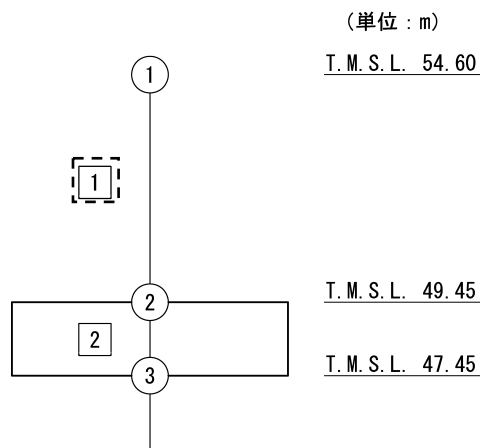 (単位：m)
① T.M.S.L. 54.60
1
② T.M.S.L. 49.45
2
③ T.M.S.L. 47.45